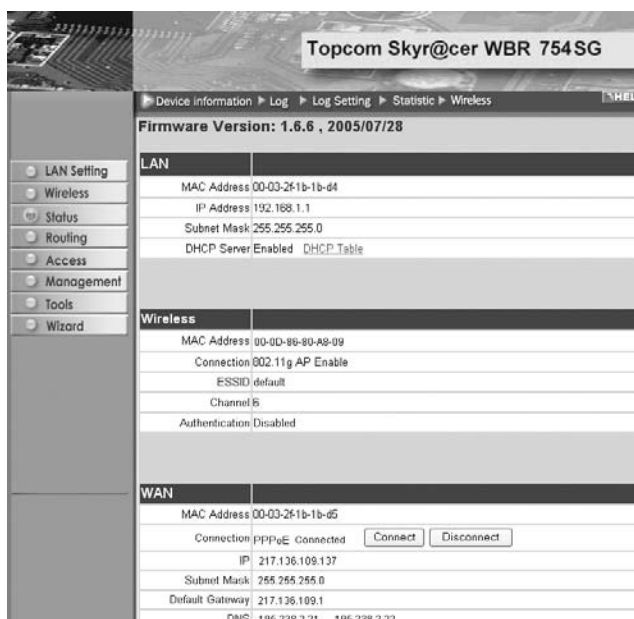 Topcom Skyr@cer WBR 754SG
Device information Log Log Setting Statistic Wireless
Firmware Version: 1.6.6 , 2005/07/28
LAN Setting
Wireless
Status
Routing
Access
Management
Tools
Wizard
LAN
MAC Address 00-03-2f-1b-1b-d4
IP Address 192.168.1.1
Subnet Mask 255.255.255.0
DHCP Server Enabled DHCP Table
Wireless
MAC Address 00-0D-86-80-A8-09
Connection 802.11g AP Enable
ESSID default
Channel 6
Authentication Disabled
WAN
MAC Address 00-03-2f-1b-1b-d5
Connection PPPoE Connected Connect Disconnect
IP 217.136.109.137
Subnet Mask 255.255.255.0
Default Gateway 217.136.109.1
DNS